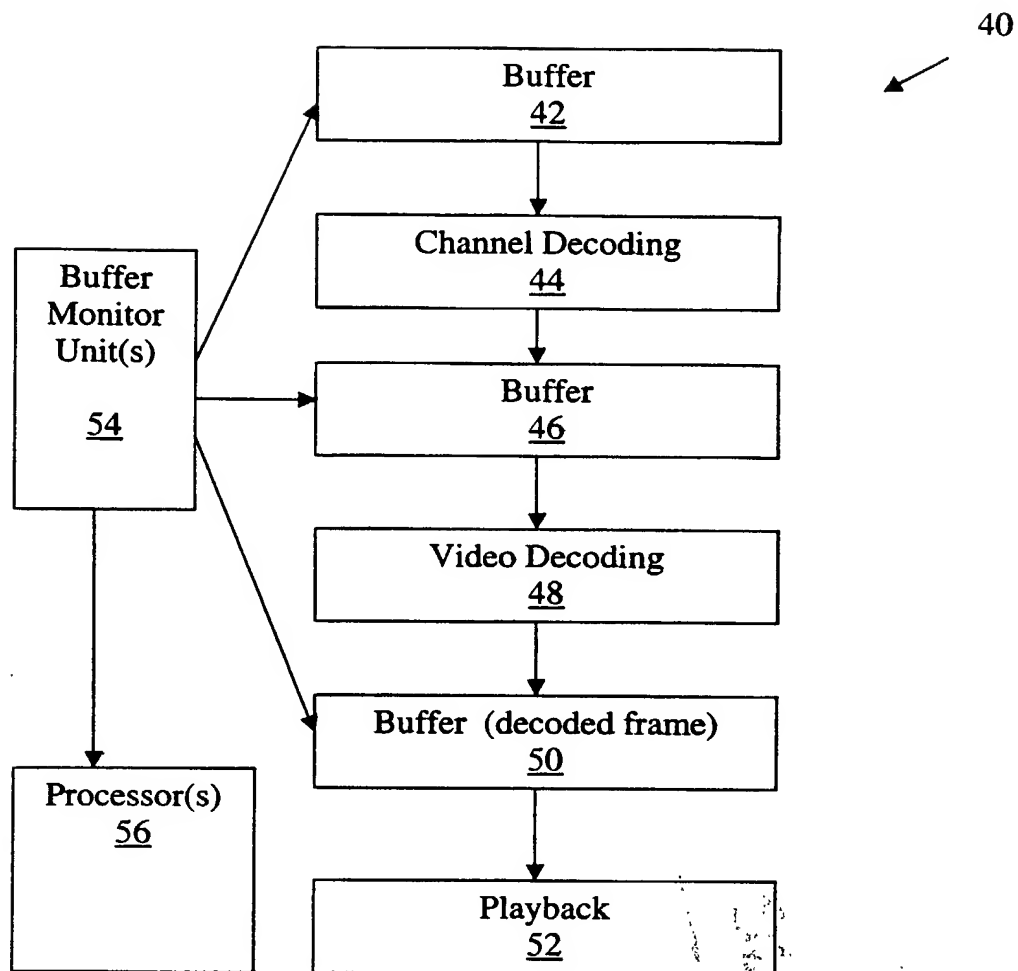 40
Buffer
42
Channel Decoding
44
Buffer
Monitor
Unit(s)
54
Buffer
46
Video Decoding
48
Buffer (decoded frame)
50
Processor(s)
56
Playback
52